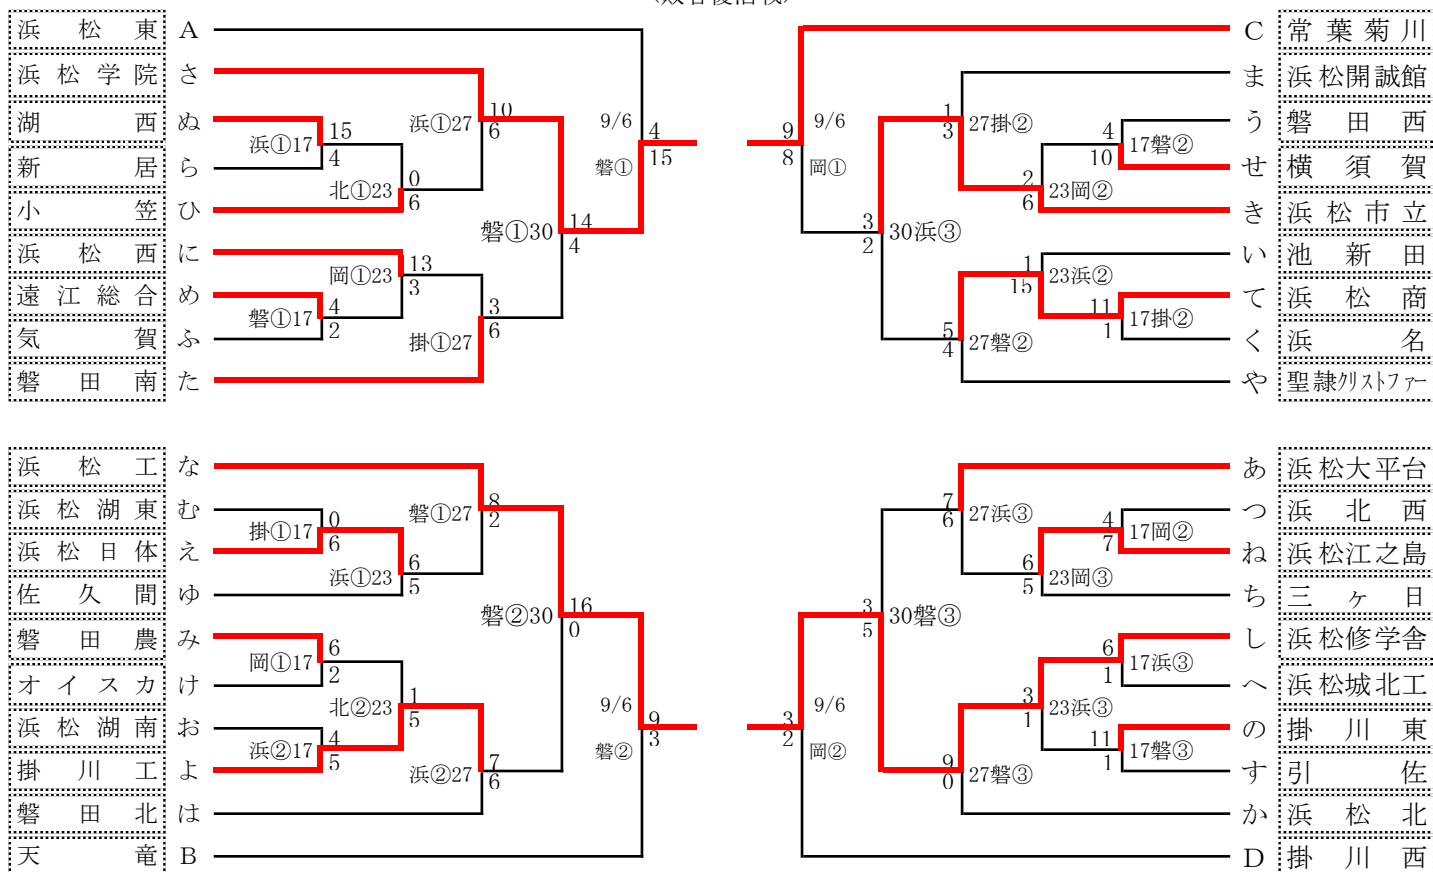 浜松東 A
浜松学院 さ
湖西 ぬ
新居 ら
小笠 ひ
浜松西 に
遠江総合 め
気賀 ふ
磐田南 た
浜①17
15
4
北①23
0
6
浜①27
10
6
岡①23
13
3
磐①17
4
2
掛①27
3
6
磐①30
14
4
9/6
磐①
4
15
C 常葉菊川
ま 浜松開誠館
う 磐田西
せ 横須賀
き 浜松市立
い 池新田
て 浜松商
く 浜名
や 聖隷クリストファー
9
8
9/6
岡①
1
3
27掛②
4
10
17磐②
2
6
23岡②
3
2
30浜③
1
15
23浜②
11
1
17掛②
5
4
27磐②
浜松工 な
浜松湖東 む
浜松日体 え
佐久間 ゆ
磐田農 み
オイスカ け
浜松湖南 お
掛川工 よ
磐田北 は
天竜 B
掛①17
0
6
浜①23
6
5
磐①27
8
2
岡①17
6
2
北②23
1
5
浜②17
4
5
浜②27
7
6
磐②30
16
0
9/6
磐②
9
3
あ 浜松大平台
つ 浜北西
ね 浜松江之島
ち 三ヶ日
し 浜松修学舎
へ 浜松城北工
の 掛川東
す 引佐
か 浜松北
D 掛川西
7
6
27浜③
4
7
17岡②
6
5
23岡③
3
5
30磐③
6
1
17浜③
3
1
23浜③
11
1
17磐③
9
0
27磐③
3
2
9/6
岡②